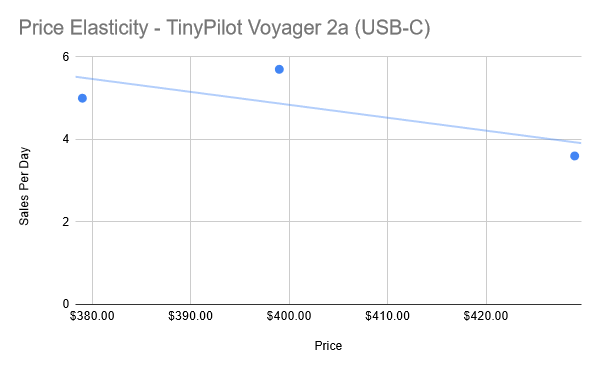 Price Elasticity - TinyPilot Voyager 2a (USB-C)
6
4
2
0
Sales Per Day
$380.00 $390.00 $400.00 $410.00 $420.00
Price